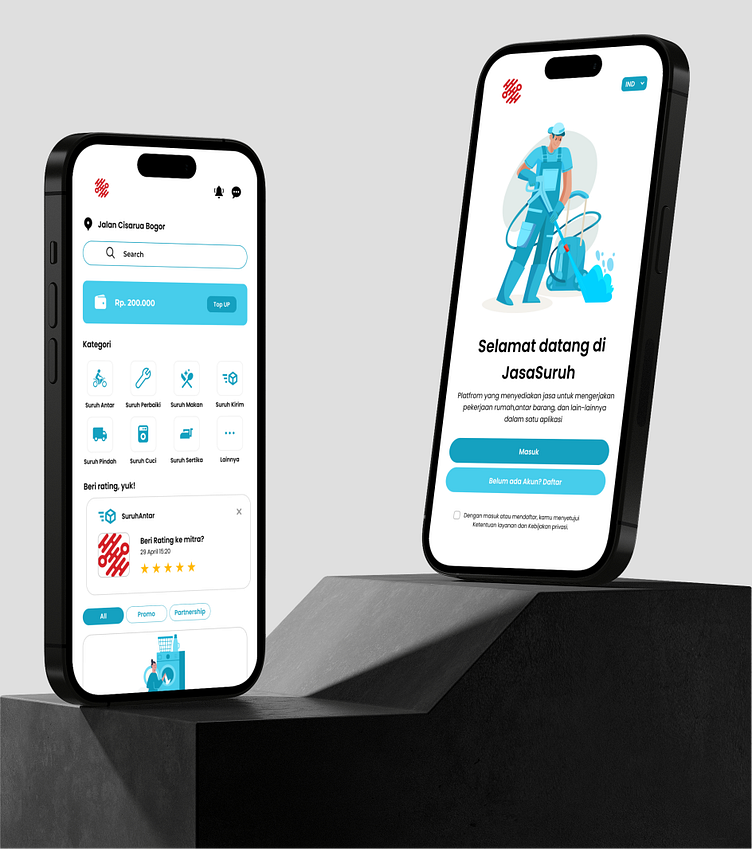 Jalan Cisarua Bogor
Search
Rp. 200.000
Top UP
Kategori
Suruh Antar
Suruh Perbaiki
Suruh Makan
Suruh Kirim
Suruh Pindah
Suruh Cuci
Suruh Sertika
Lainnya
Beri rating, yuk!
SuruhAntar
Beri Rating ke mitra?
29 April 15:20
All
Promo
Partnership
IND
Selamat datang di
JasaSuruh
Platfrom yang menyediakan jasa untuk mengerjakan
pekerjaan rumah,antar barang, dan lain-lainnya
dalam satu aplikasi
Masuk
Belum ada Akun? Daftar
Dengan masuk atau mendaftar, kamu menyetujui
Ketentuan layanan dan Kebijakan privasi.